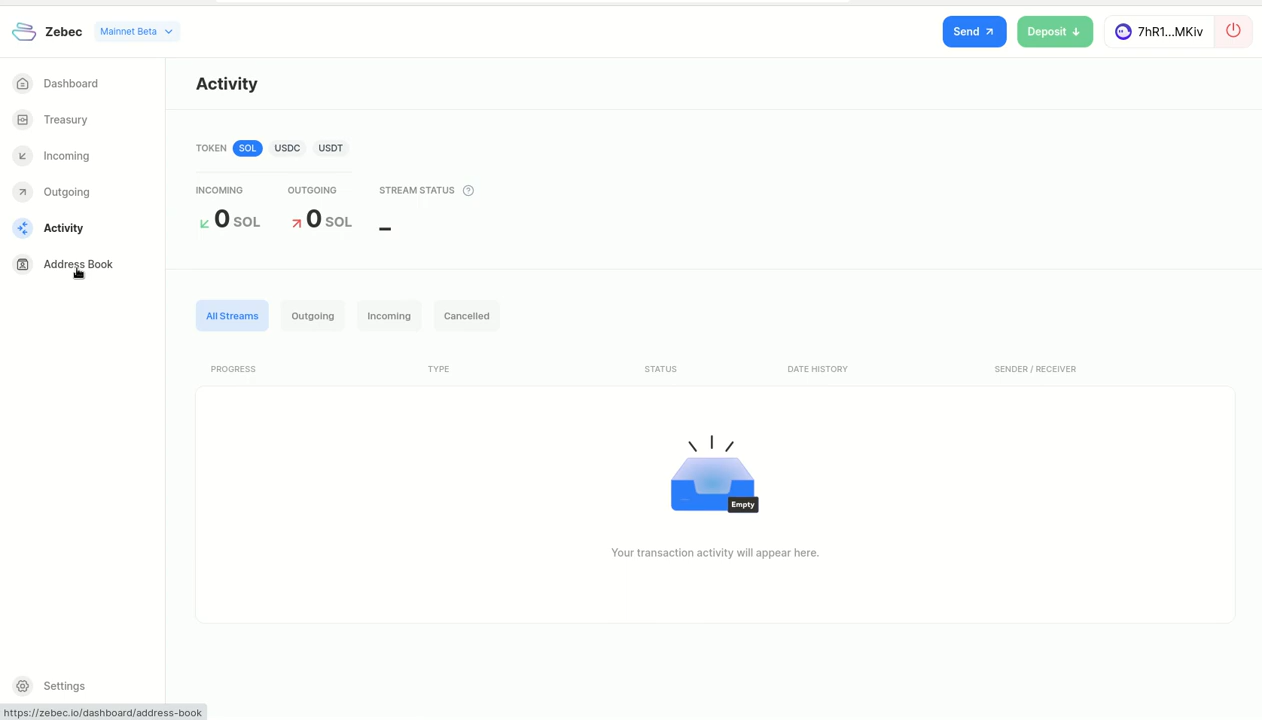 Zebec
Mainnet Beta
Send
Deposit
7hR1...MKiv
Dashboard
Treasury
Incoming
Outgoing
Activity
Address Book
Settings
Activity
TOKEN SOL USDC USDT
INCOMING OUTGOING STREAM STATUS ?
0 SOL 0 SOL –
All Streams Outgoing Incoming Cancelled
PROGRESS TYPE STATUS DATE HISTORY SENDER / RECEIVER
Empty
Your transaction activity will appear here.
https://zebec.io/dashboard/address-book